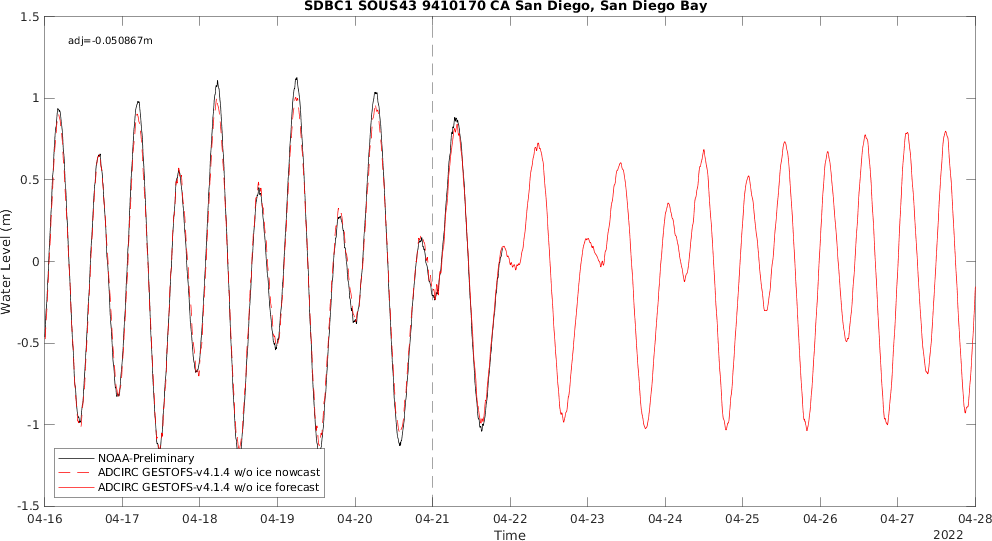 SDBC1 SOUS43 9410170 CA San Diego, San Diego Bay
adj=-0.050867m
1.5
1
0.5
0
-0.5
-1
-1.5
Water Level (m)
NOAA-Preliminary
ADCIRC GESTOFS-v4.1.4 w/o ice nowcast
ADCIRC GESTOFS-v4.1.4 w/o ice forecast
04-16 04-17 04-18 04-19 04-20 04-21 04-22 04-23 04-24 04-25 04-26 04-27 04-28
Time
2022